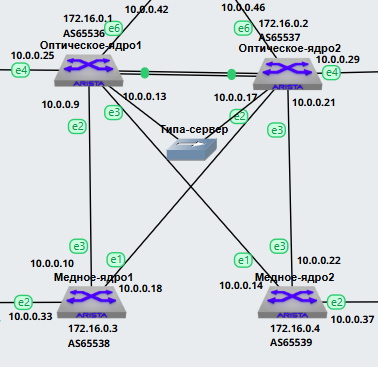 10.0.0.42
10.0.0.46
172.16.0.1
AS65536
e6
Оптическое-ядро1
172.16.0.2
AS65537
e6
Оптическое-ядро2
10.0.0.25
e4
ARISTA
10.0.0.29
e4
ARISTA
10.0.0.9
10.0.0.13
e3
e2
10.0.0.17
e2
10.0.0.21
e3
Типа-сервер
e3
e1
10.0.0.10
Медное-ядро1
10.0.0.18
e2
10.0.0.33
ARISTA
172.16.0.3
AS65538
e1
e3
10.0.0.22
10.0.0.14
Медное-ядро2
e2
10.0.0.37
ARISTA
172.16.0.4
AS65539